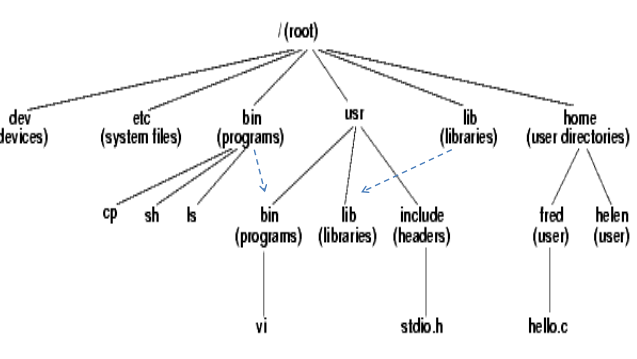 / (root)
dev etc bin usr lib home
devices) (system files) (programs) (libraries) (user directories)
cp sh ls bin lib include fred helen
(programs) (libraries) (headers) (user) (user)
vi stdio.h hello.c